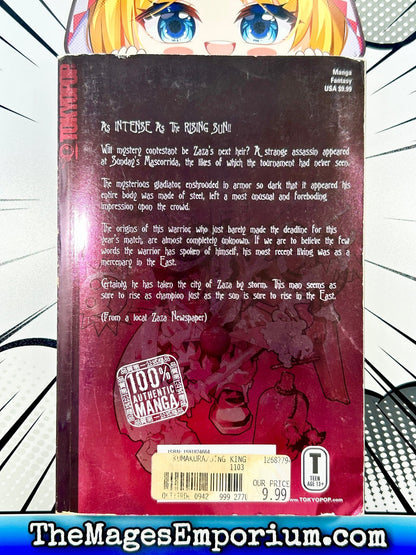 TOKYOPOP
Manga
Fantasy
USA $9.99
As INTENSE As The RISING SUN!!
Will mystery contestant be Zaza's next heir? A strange assassin appeared
at Sunday's Mascorrida, the likes of which the tournament had never seen.
The mysterious gladiator, enshrouded in armor so dark that it appeared his
entire body was made of steel, left a most unusual and foreboding
impression upon the crowd.
The origins of this warrior, who just barely made the deadline for this
year's match, are almost completely unknown. If we are to believe the few
words the warrior has spoken of himself, his most recent living was as a
mercenary in the East.
Certainly, he has taken the city of Zaza by storm. This man seems as
sure to rise as champion just as the sun is sure to rise in the East.
(From a local Zaza Newspaper)
100%
AUTHENTIC
MANGA
KUMAKURA/KING KING
1103
OUR PRICE
9.99
T
TEEN
AGE 13+
www.TOKYOPOP.com
TheMagesEmporium.com